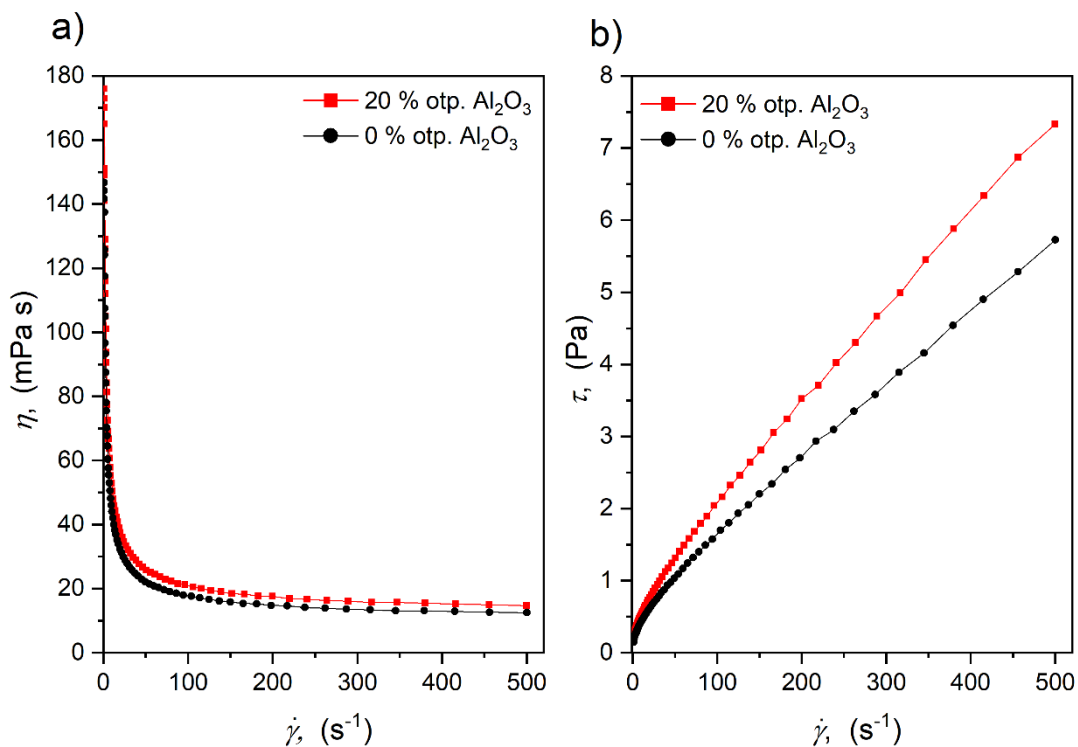 a)
180
160
140
120
100
80
60
40
20
0
η, (mPa s)
20 % otp. Al₂O₃
0 % otp. Al₂O₃
0 100 200 300 400 500
γ̇, (s⁻¹)
b)
8
7
6
5
4
3
2
1
0
τ, (Pa)
20 % otp. Al₂O₃
0 % otp. Al₂O₃
0 100 200 300 400 500
γ̇, (s⁻¹)